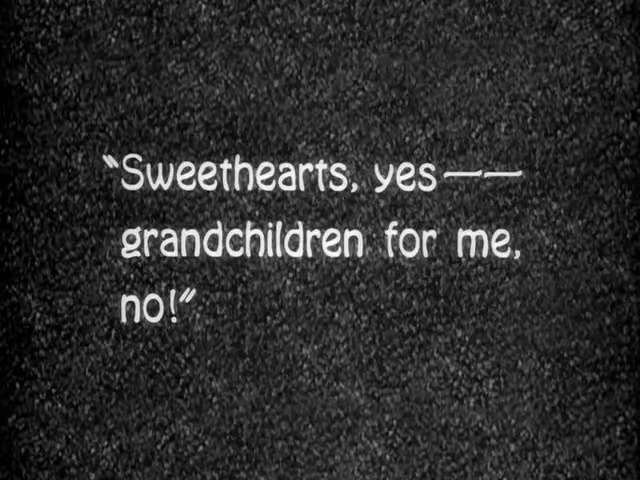 "Sweethearts, yes——
grandchildren for me,
no!"